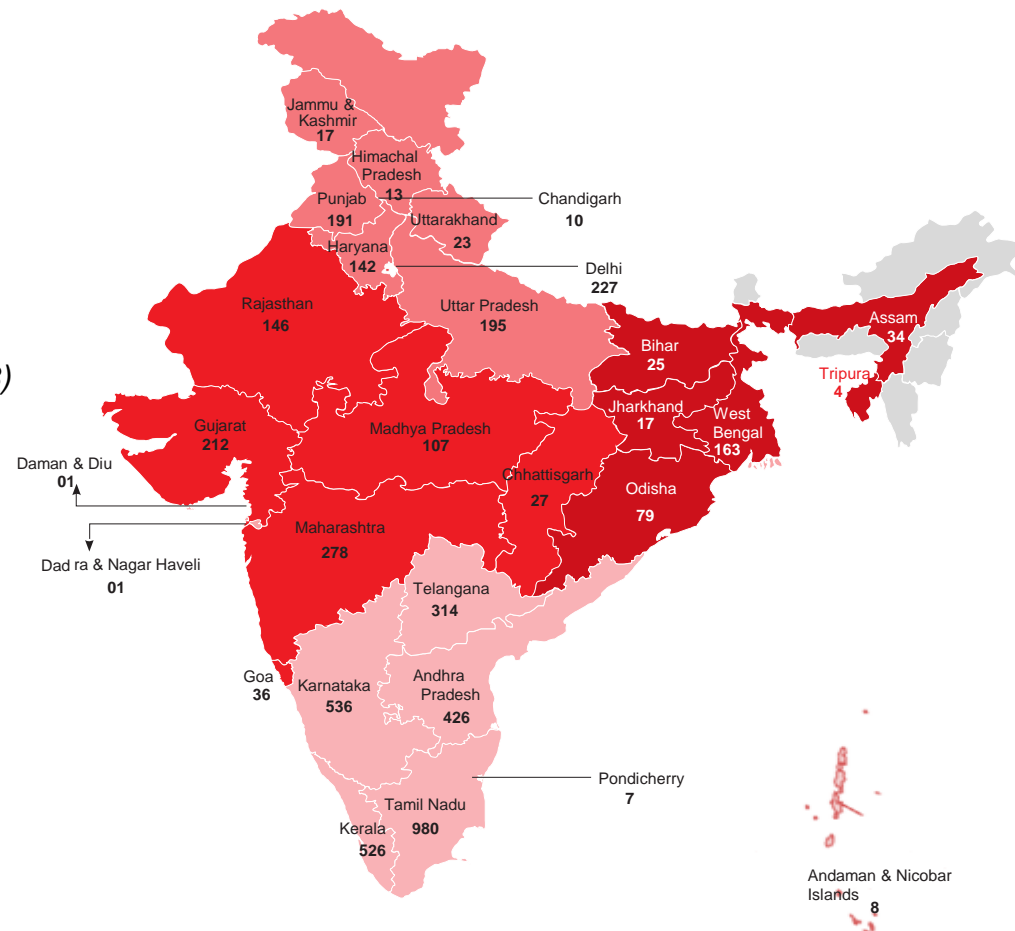 Jammu &
Kashmir
17
Himachal
Pradesh
13
Punjab
191
Chandigarh
10
Uttarakhand
23
Haryana
142
Delhi
227
Rajasthan
146
Uttar Pradesh
195
Assam
34
Bihar
25
)
Tripura
4
Jharkhand
17
West
Bengal
163
Gujarat
212
Madhya Pradesh
107
Daman & Diu
01
Chhattisgarh
27
Odisha
79
Maharashtra
278
Dad ra & Nagar Haveli
01
Telangana
314
Goa
36
Karnataka
536
Andhra
Pradesh
426
Pondicherry
7
Tamil Nadu
980
Kerala
526
Andaman & Nicobar
Islands
8